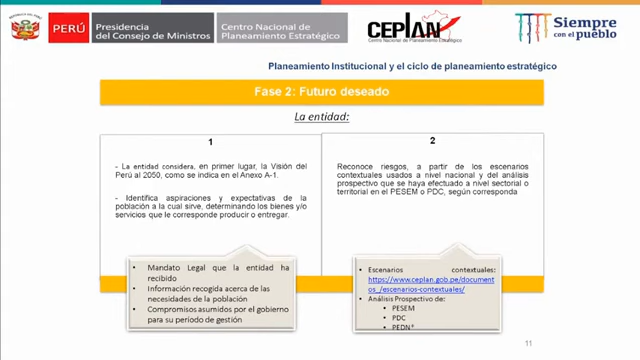 PERÚ
Presidencia
del Consejo de Ministros
Centro Nacional de
Planeamiento Estratégico
CEPLAN
Centro Nacional de Planeamiento Estratégico
Siempre
con el pueblo
Planeamiento Institucional y el ciclo de planeamiento estratégico
Fase 2: Futuro deseado
La entidad:
1
- La entidad considera, en primer lugar, la Visión del
Perú al 2050, como se indica en el Anexo A-1.
- Identifica aspiraciones y expectativas de la
población a la cual sirve, determinando los bienes y/o
servicios que le corresponde producir o entregar.
• Mandato Legal que la entidad ha
recibido
• Información recogida acerca de las
necesidades de la población
• Compromisos asumidos por el gobierno
para su período de gestión
2
Reconoce riesgos, a partir de los escenarios
contextuales usados a nivel nacional y del análisis
prospectivo que se haya efectuado a nivel sectorial o
territorial en el PESEM o PDC, según corresponda
• Escenarios contextuales:
https://www.ceplan.gob.pe/document
os_/escenarios-contextuales/
• Análisis Prospectivo de:
• PESEM
• PDC
• PEDN*
11